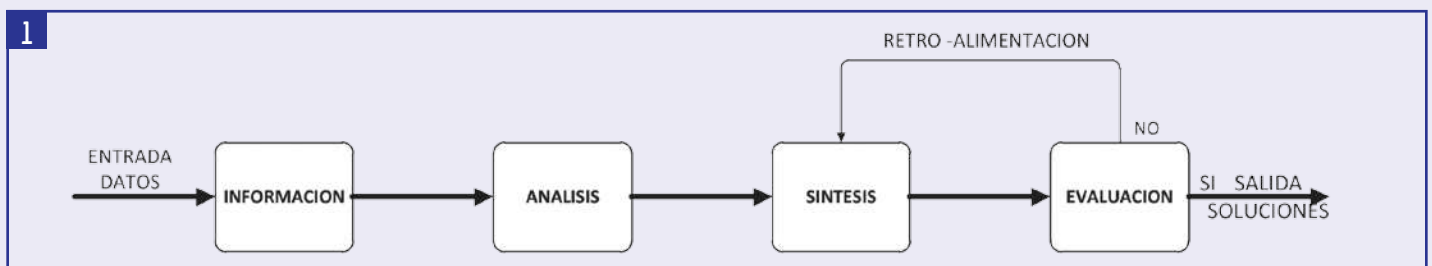 1
RETRO -ALIMENTACION
NO
ENTRADA
DATOS
INFORMACION
ANALISIS
SINTESIS
EVALUACION
SI SALIDA
SOLUCIONES